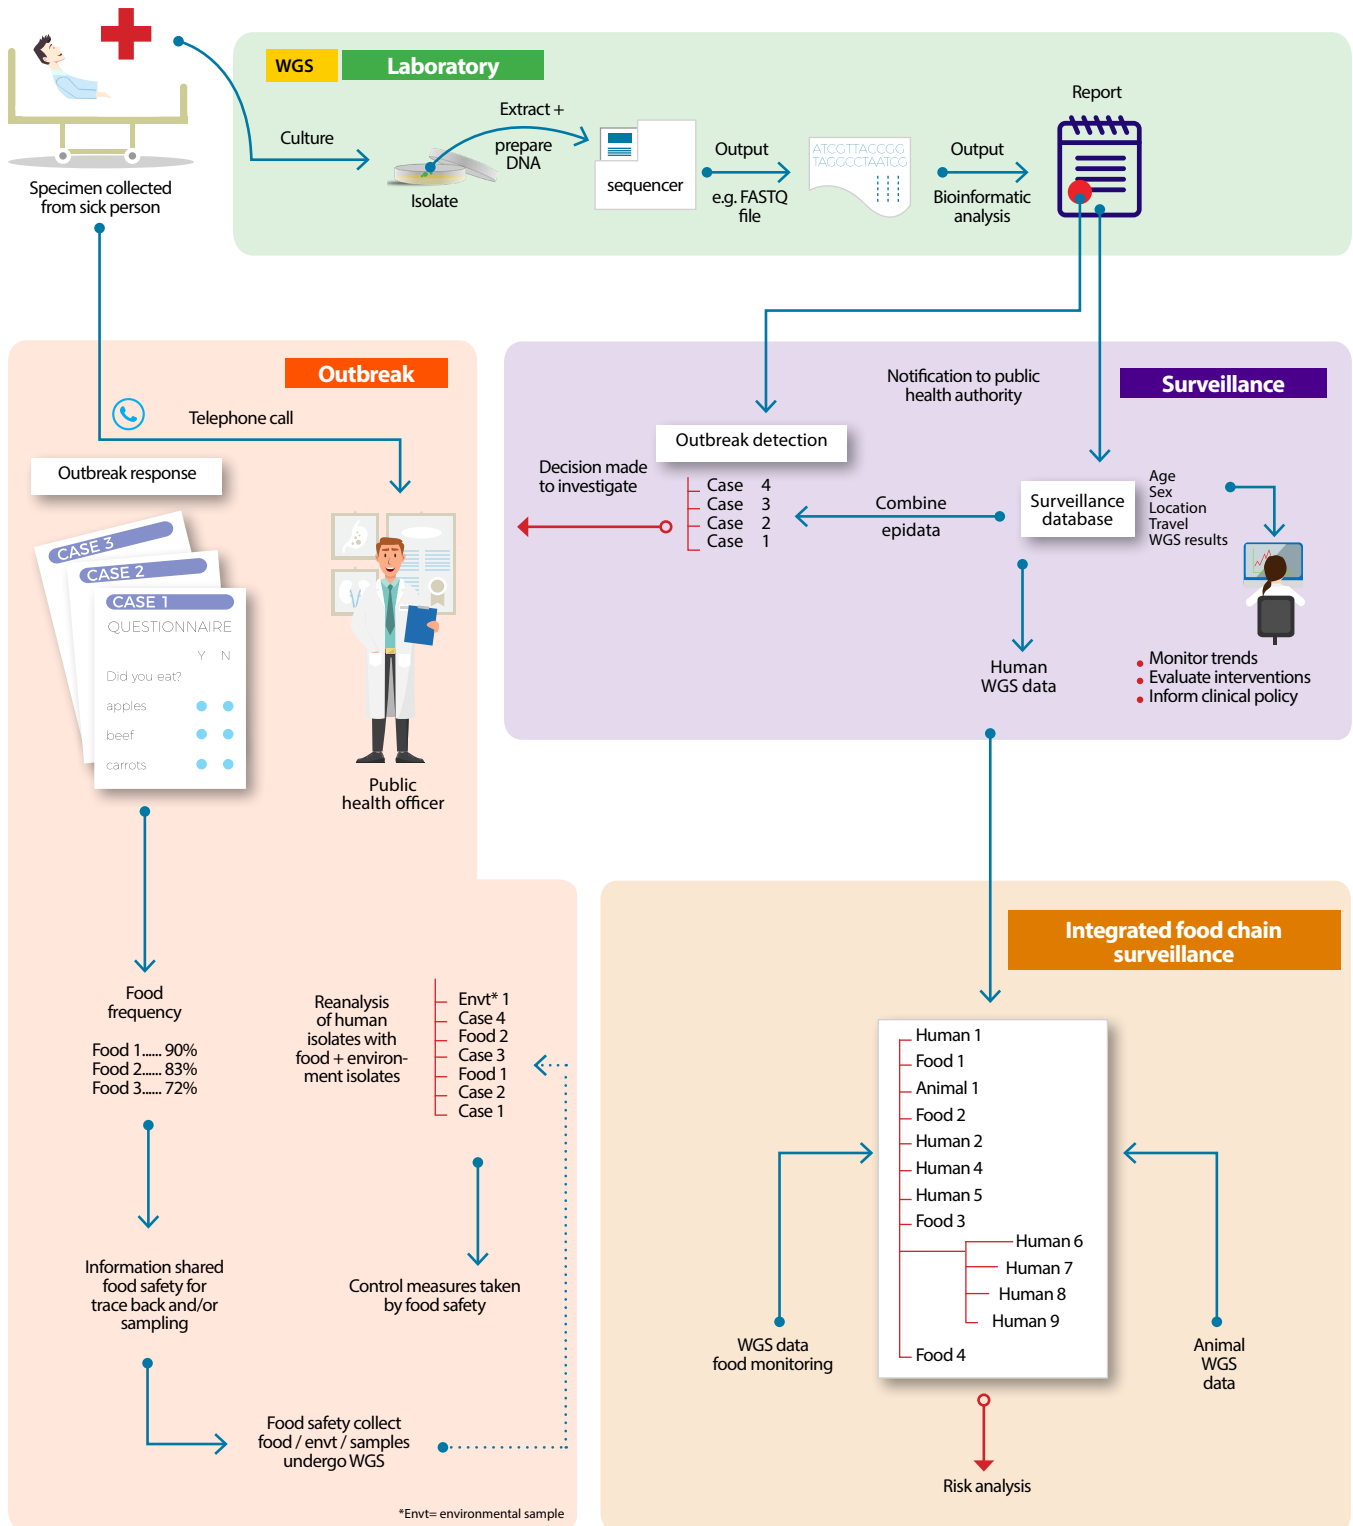 WGS
Laboratory
Report
Extract +
prepare
DNA
Culture
Isolate
sequencer
Output
e.g. FASTQ
file
ATCGTTACCGG
TAGGCCTAATCG
Output
Bioinformatic
analysis
Specimen collected
from sick person
Outbreak
Telephone call
Outbreak response
CASE 3
CASE 2
CASE 1
QUESTIONNAIRE
Y N
Did you eat?
apples
beef
carrots
Public
health officer
Food
frequency
Food 1...... 90%
Food 2...... 83%
Food 3...... 72%
Information shared
food safety for
trace back and/or
sampling
Food safety collect
food / envt / samples
undergo WGS
Reanalysis
of human
isolates with
food + environ-
ment isolates
Envt* 1
Case 4
Food 2
Case 3
Food 1
Case 2
Case 1
Control measures taken
by food safety
*Envt= environmental sample
Surveillance
Notification to public
health authority
Outbreak detection
Case 4
Case 3
Case 2
Case 1
Decision made
to investigate
Combine
epidata
Surveillance
database
Age
Sex
Location
Travel
WGS results
Human
WGS data
Monitor trends
Evaluate interventions
Inform clinical policy
Integrated food chain
surveillance
Human 1
Food 1
Animal 1
Food 2
Human 2
Human 4
Human 5
Food 3
Human 6
Human 7
Human 8
Human 9
Food 4
WGS data
food monitoring
Animal
WGS
data
Risk analysis